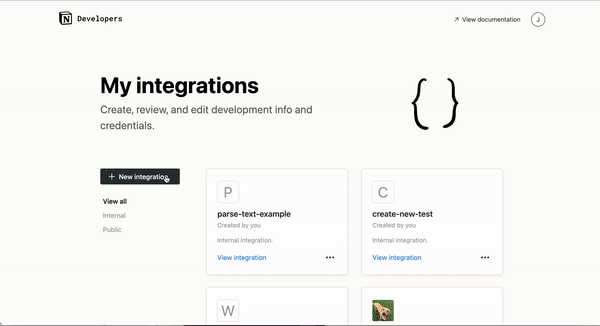 N Developers
↗ View documentation
J
My integrations
Create, review, and edit development info and
credentials.
{ }
+ New integration
View all
Internal
Public
P
parse-text-example
Created by you
Internal integration.
View integration
•••
C
create-new-test
Created by you
Internal integration.
View integration
•••
W